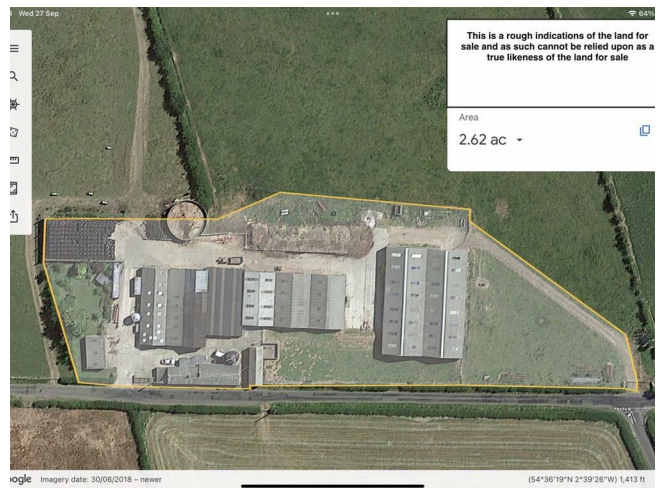 Wed 27 Sep
64%
This is a rough indications of the land for
sale and as such cannot be relied upon as a
true likeness of the land for sale
Area
2.62 ac
Imagery date: 30/06/2018 – newer
(54°36'19"N 2°39'26"W) 1,413 ft